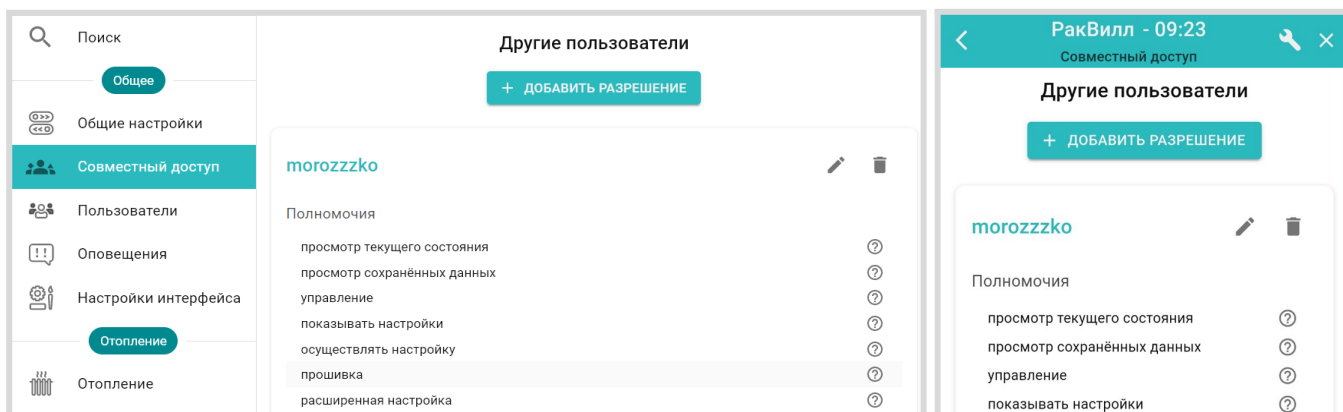 Поиск
Общее
Общие настройки
Совместный доступ
Пользователи
Оповещения
Настройки интерфейса
Отопление
Отопление
Другие пользователи
+ ДОБАВИТЬ РАЗРЕШЕНИЕ
morozzzko
Полномочия
просмотр текущего состояния
просмотр сохранённых данных
управление
показывать настройки
осуществлять настройку
прошивка
расширенная настройка
РакВилл - 09:23
Совместный доступ
Другие пользователи
+ ДОБАВИТЬ РАЗРЕШЕНИЕ
morozzzko
Полномочия
просмотр текущего состояния
просмотр сохранённых данных
управление
показывать настройки